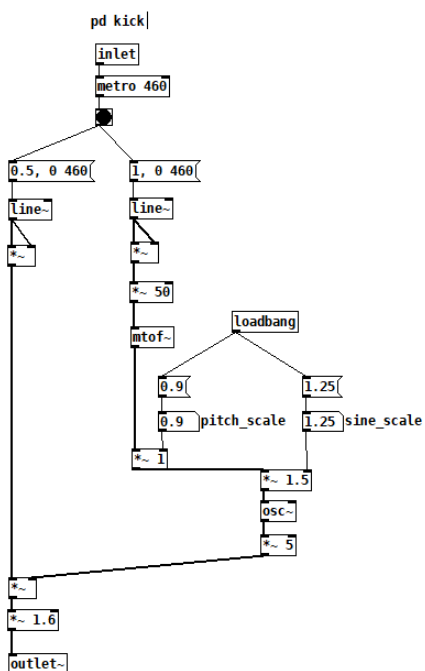 pd kick
inlet
metro 460
0.5, 0 460
1, 0 460
line~
line~
*~
*~
*~ 50
loadbang
mtof~
0.9
1.25
0.9
pitch_scale
1.25
sine_scale
*~ 1
*~ 1.5
osc~
*~ 5
*~
*~ 1.6
outlet~